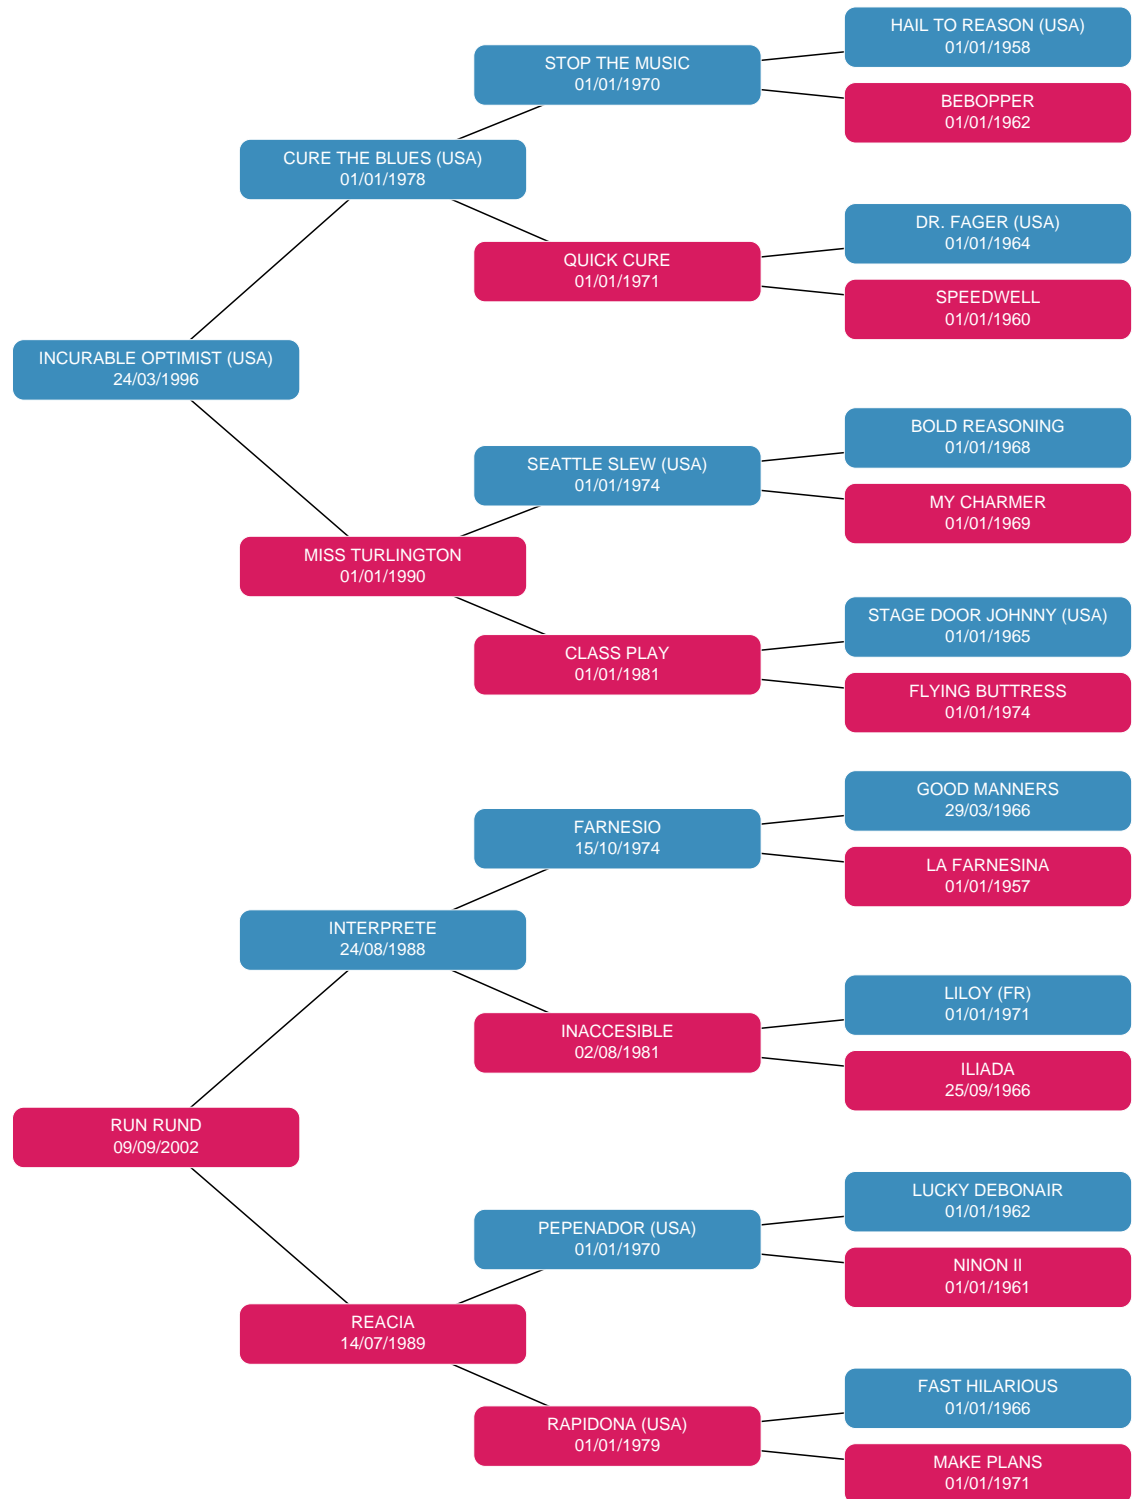 HAIL TO REASON (USA)
01/01/1958
STOP THE MUSIC
01/01/1970
BEBOPPER
01/01/1962
CURE THE BLUES (USA)
01/01/1978
DR. FAGER (USA)
01/01/1964
QUICK CURE
01/01/1971
SPEEDWELL
01/01/1960
INCURABLE OPTIMIST (USA)
24/03/1996
BOLD REASONING
01/01/1968
SEATTLE SLEW (USA)
01/01/1974
MY CHARMER
01/01/1969
MISS TURLINGTON
01/01/1990
STAGE DOOR JOHNNY (USA)
01/01/1965
CLASS PLAY
01/01/1981
FLYING BUTTRESS
01/01/1974
GOOD MANNERS
29/03/1966
FARNESIO
15/10/1974
LA FARNESINA
01/01/1957
INTERPRETE
24/08/1988
LILOY (FR)
01/01/1971
INACCESIBLE
02/08/1981
ILIADA
25/09/1966
RUN RUND
09/09/2002
LUCKY DEBONAIR
01/01/1962
PEPENADOR (USA)
01/01/1970
NINON II
01/01/1961
REACIA
14/07/1989
FAST HILARIOUS
01/01/1966
RAPIDONA (USA)
01/01/1979
MAKE PLANS
01/01/1971